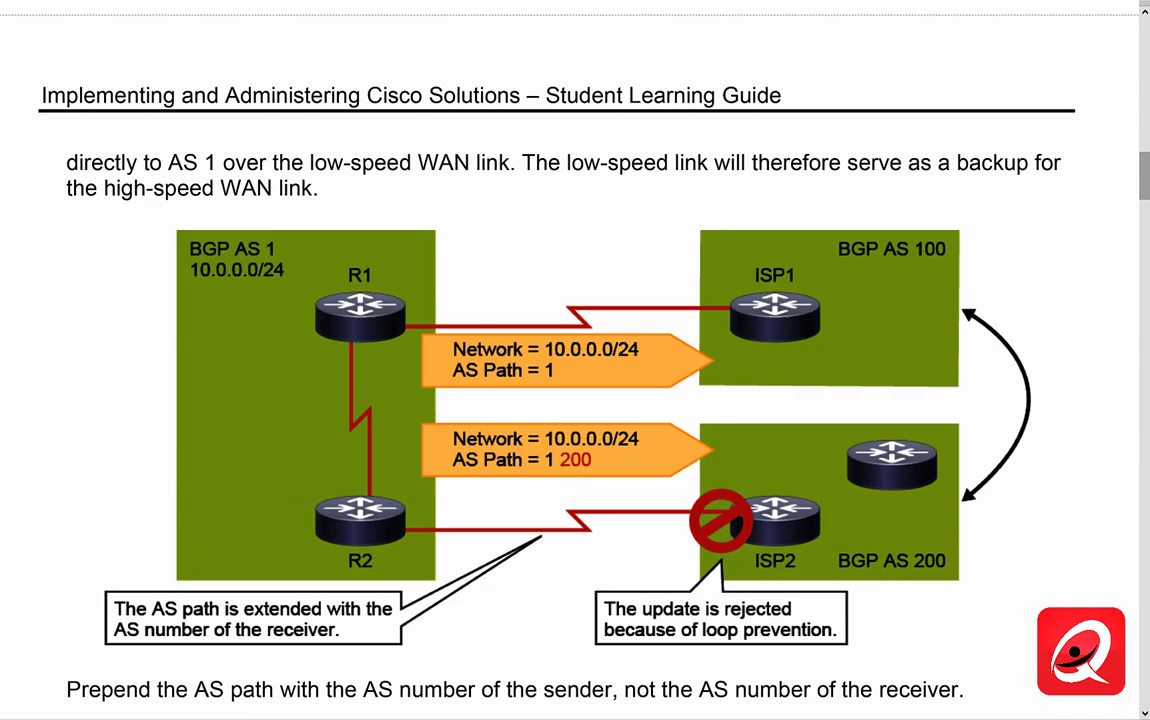 Implementing and Administering Cisco Solutions – Student Learning Guide
directly to AS 1 over the low-speed WAN link. The low-speed link will therefore serve as a backup for
the high-speed WAN link.
BGP AS 1
10.0.0.0/24
R1
ISP1
BGP AS 100
Network = 10.0.0.0/24
AS Path = 1
Network = 10.0.0.0/24
AS Path = 1 200
R2
ISP2
BGP AS 200
The AS path is extended with the
AS number of the receiver.
The update is rejected
because of loop prevention.
Prepend the AS path with the AS number of the sender, not the AS number of the receiver.